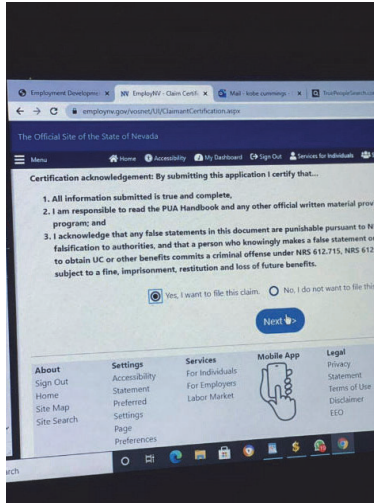 Employment Developmen
EmployNV - Claim Certifi
Mail - kobe cummings -
TruePeopleSearch.co
employnv.gov/vosnet/UI/ClaimantCertification.aspx
The Official Site of the State of Nevada
Menu Home Accessibility My Dashboard Sign Out Services for Individuals
Certification acknowledgement: By submitting this application I certify that...
1. All information submitted is true and complete,
2. I am responsible to read the PUA Handbook and any other official written material prov
program; and
3. I acknowledge that any false statements in this document are punishable pursuant to N
falsification to authorities, and that a person who knowingly makes a false statement o
to obtain UC or other benefits commits a criminal offense under NRS 612.715, NRS 612
subject to a fine, imprisonment, restitution and loss of future benefits.
Yes, I want to file this claim. No, I do not want to file this
Next >>
About
Sign Out
Home
Site Map
Site Search
Settings
Accessibility
Statement
Preferred
Settings
Page
Preferences
Services
For Individuals
For Employers
Labor Market
Mobile App
Legal
Privacy
Statement
Terms of Use
Disclaimer
EEO
rch